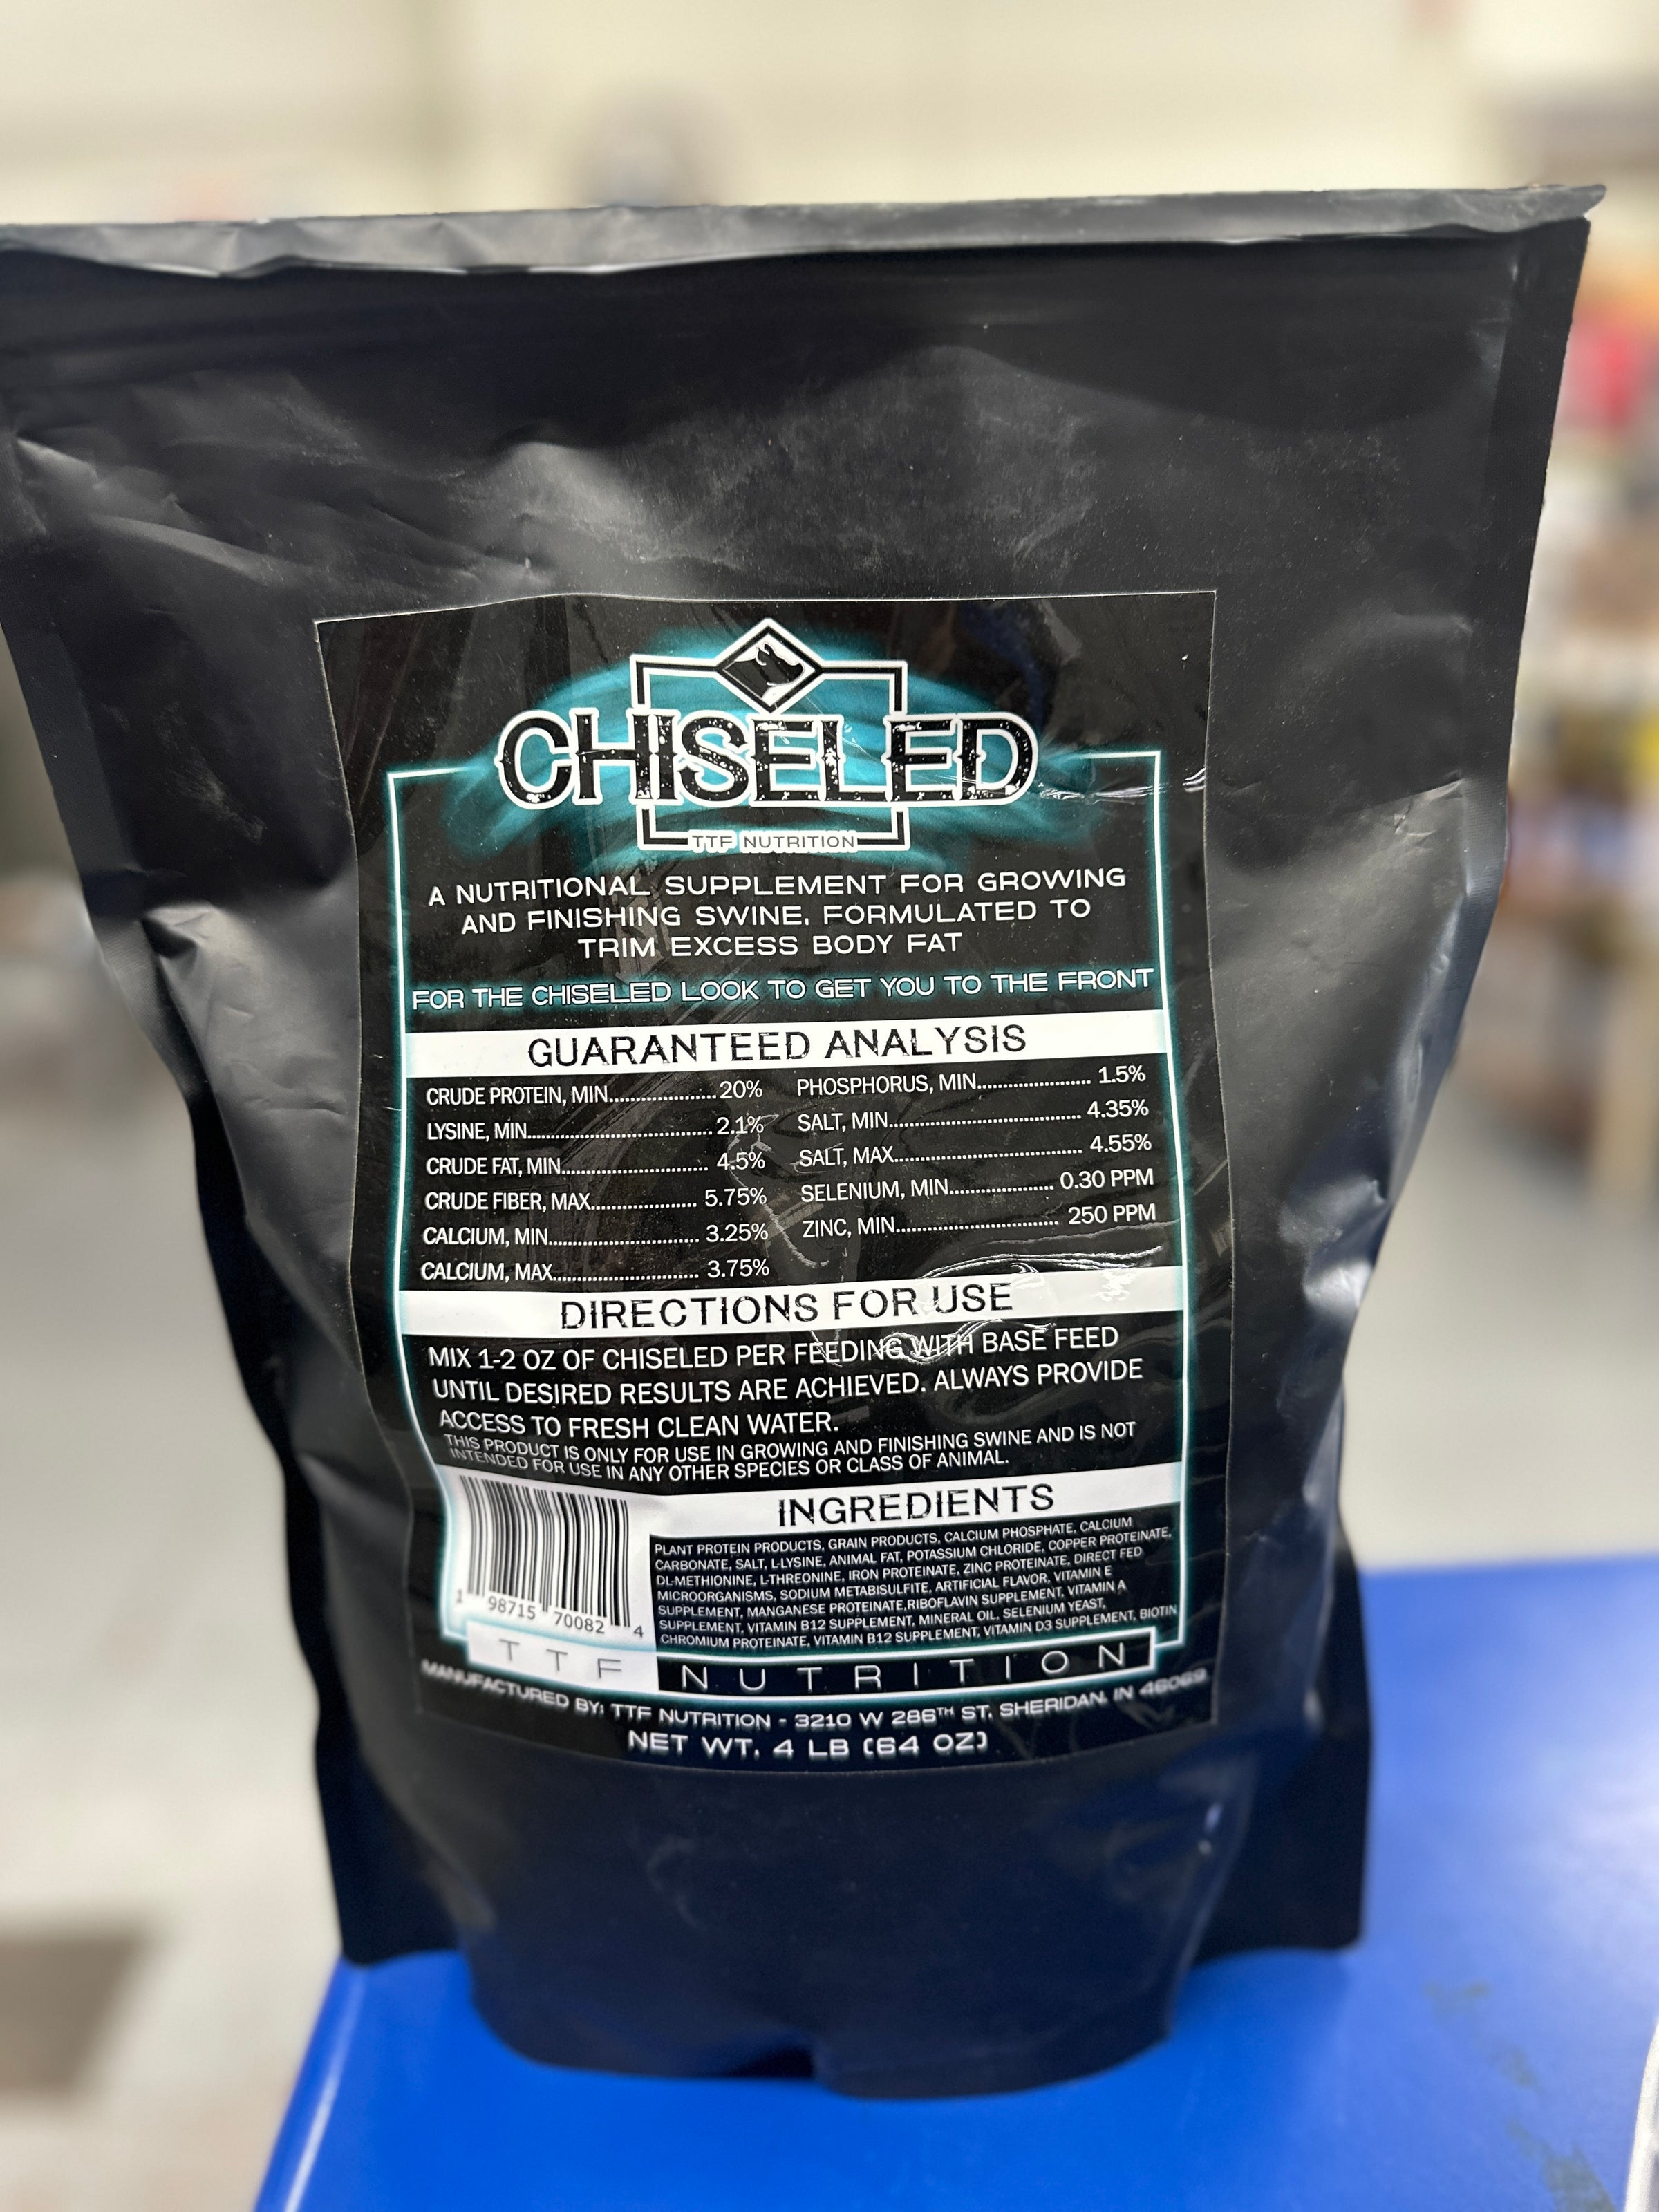 CHISELED
TTF NUTRITION
A NUTRITIONAL SUPPLEMENT FOR GROWING
AND FINISHING SWINE, FORMULATED TO
TRIM EXCESS BODY FAT
FOR THE CHISELED LOOK TO GET YOU TO THE FRONT
GUARANTEED ANALYSIS
CRUDE PROTEIN, MIN....................20%
LYSINE, MIN.................................2.1%
CRUDE FAT, MIN.......................... 4.5%
CRUDE FIBER, MAX................... 5.75%
CALCIUM, MIN........................... 3.25%
CALCIUM, MAX.......................... 3.75%
PHOSPHORUS, MIN..................... 1.5%
SALT, MIN................................... 4.35%
SALT, MAX.................................. 4.55%
SELENIUM, MIN................... 0.30 PPM
ZINC, MIN............................. 250 PPM
DIRECTIONS FOR USE
MIX 1-2 OZ OF CHISELED PER FEEDING WITH BASE FEED
UNTIL DESIRED RESULTS ARE ACHIEVED. ALWAYS PROVIDE
ACCESS TO FRESH CLEAN WATER.
THIS PRODUCT IS ONLY FOR USE IN GROWING AND FINISHING SWINE AND IS NOT
INTENDED FOR USE IN ANY OTHER SPECIES OR CLASS OF ANIMAL.
INGREDIENTS
PLANT PROTEIN PRODUCTS, GRAIN PRODUCTS, CALCIUM PHOSPHATE, CALCIUM
CARBONATE, SALT, L-LYSINE, ANIMAL FAT, POTASSIUM CHLORIDE, COPPER PROTEINATE,
DL-METHIONINE, L-THREONINE, IRON PROTEINATE, ZINC PROTEINATE, DIRECT FED
MICROORGANISMS, SODIUM METABISULFITE, ARTIFICIAL FLAVOR, VITAMIN E
SUPPLEMENT, MANGANESE PROTEINATE,RIBOFLAVIN SUPPLEMENT, VITAMIN A
SUPPLEMENT, VITAMIN B12 SUPPLEMENT, MINERAL OIL, SELENIUM YEAST,
CHROMIUM PROTEINATE, VITAMIN B12 SUPPLEMENT, VITAMIN D3 SUPPLEMENT, BIOTIN
1 98715 70082 4
TTF NUTRITION
MANUFACTURED BY: TTF NUTRITION - 3210 W 286TH ST. SHERIDAN, IN 46069
NET WT. 4 LB (64 OZ)